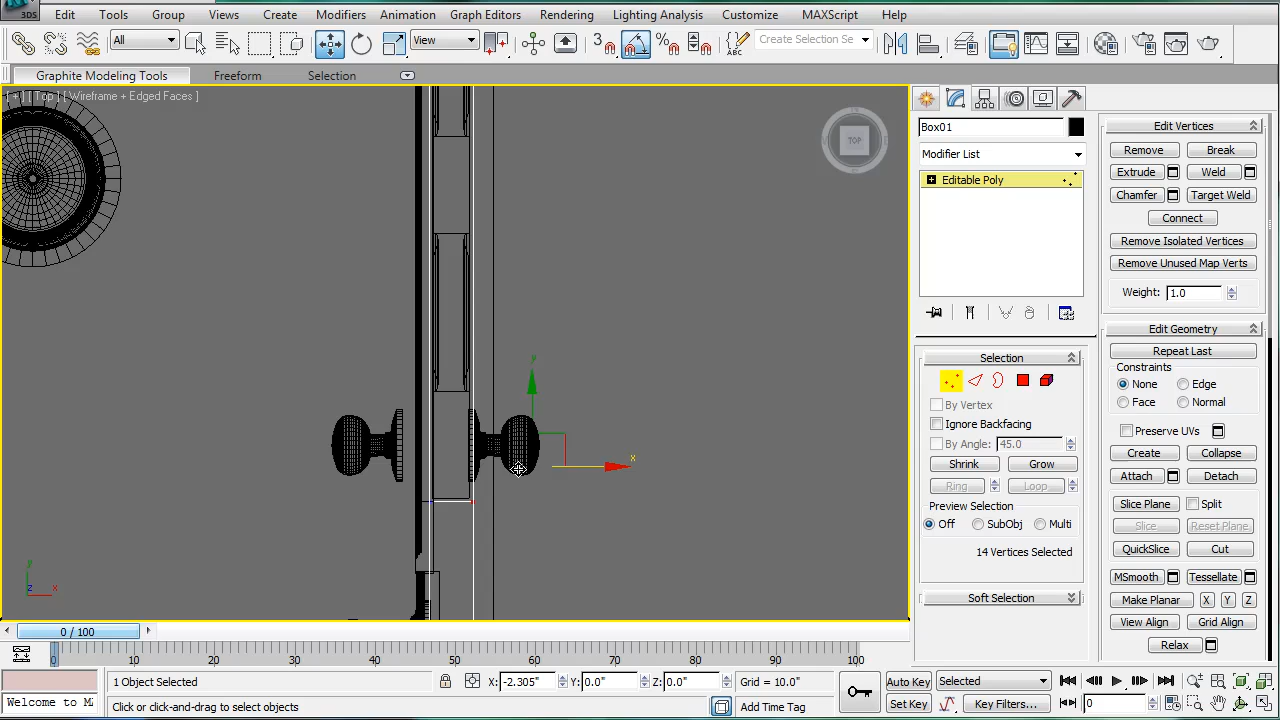 3DS Edit Tools Group Views Create Modifiers Animation Graph Editors Rendering Lighting Analysis Customize MAXScript Help
All View 3 ABC Create Selection Se
Graphite Modeling Tools Freeform Selection
[ + ] [ Top ] [ Wireframe + Edged Faces ]
TOP
y
x
y
z
x
Box01
Modifier List
Editable Poly
Selection
By Vertex
Ignore Backfacing
By Angle: 45.0
Shrink Grow
Ring Loop
Preview Selection
Off SubObj Multi
14 Vertices Selected
Soft Selection
Edit Vertices
Remove Break
Extrude Weld
Chamfer Target Weld
Connect
Remove Isolated Vertices
Remove Unused Map Verts
Weight: 1.0
Edit Geometry
Repeat Last
Constraints
None Edge
Face Normal
Preserve UVs
Create Collapse
Attach Detach
Slice Plane Split
Slice Reset Plane
QuickSlice Cut
MSmooth Tessellate
Make Planar X Y Z
View Align Grid Align
Relax
0 / 100
0 10 20 30 40 50 60 70 80 90 100
1 Object Selected X: -2.305" Y: 0.0" Z: 0.0" Grid = 10.0" Auto Key Selected
Welcome to M Click or click-and-drag to select objects Add Time Tag Set Key Key Filters... 0